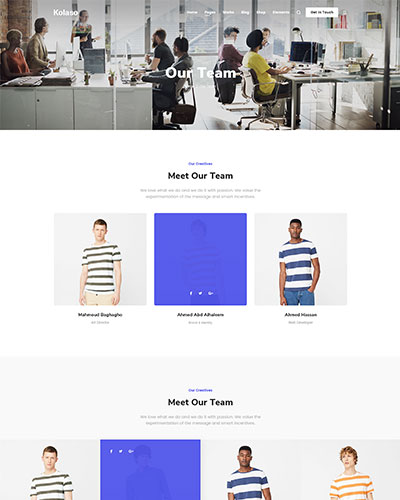 Kolaso
Home Pages Works Blog Shop Elements Get in Touch
Our Team
Our Creatives
Meet Our Team
We love what we do and we do it with passion. We value the
experimentation of the message and smart incentives.
Mahmoud Baghagho
Art Director
Ahmed Abd Alhaleem
Ahmed Hassan
Web Developer
Our Creatives
Meet Our Team
We love what we do and we do it with passion. We value the
experimentation of the message and smart incentives.